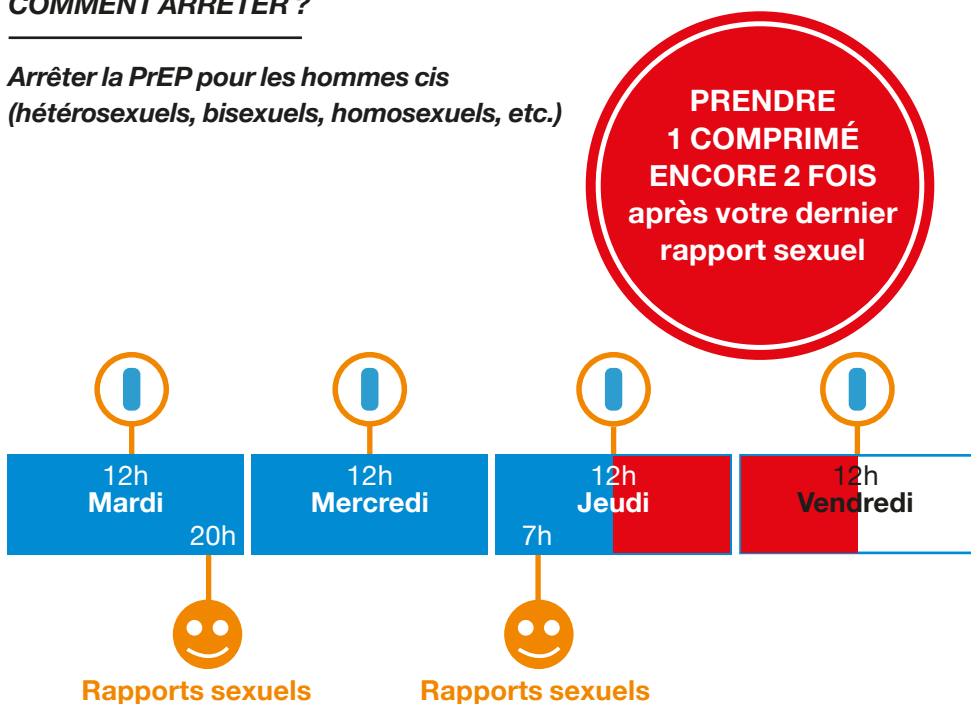 COMMENT ARRÊTER ?
Arrêter la PrEP pour les hommes cis
(hétérosexuels, bisexuels, homosexuels, etc.)
PRENDRE
1 COMPRIMÉ
ENCORE 2 FOIS
après votre dernier
rapport sexuel
12h
Mardi
20h
12h
Mercredi
12h
Jeudi
7h
12h
Vendredi
Rapports sexuels
Rapports sexuels